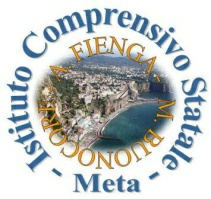 Istituto Comprensivo Statale -
Meta -
M. BUONOCORE - A. FIENGA -